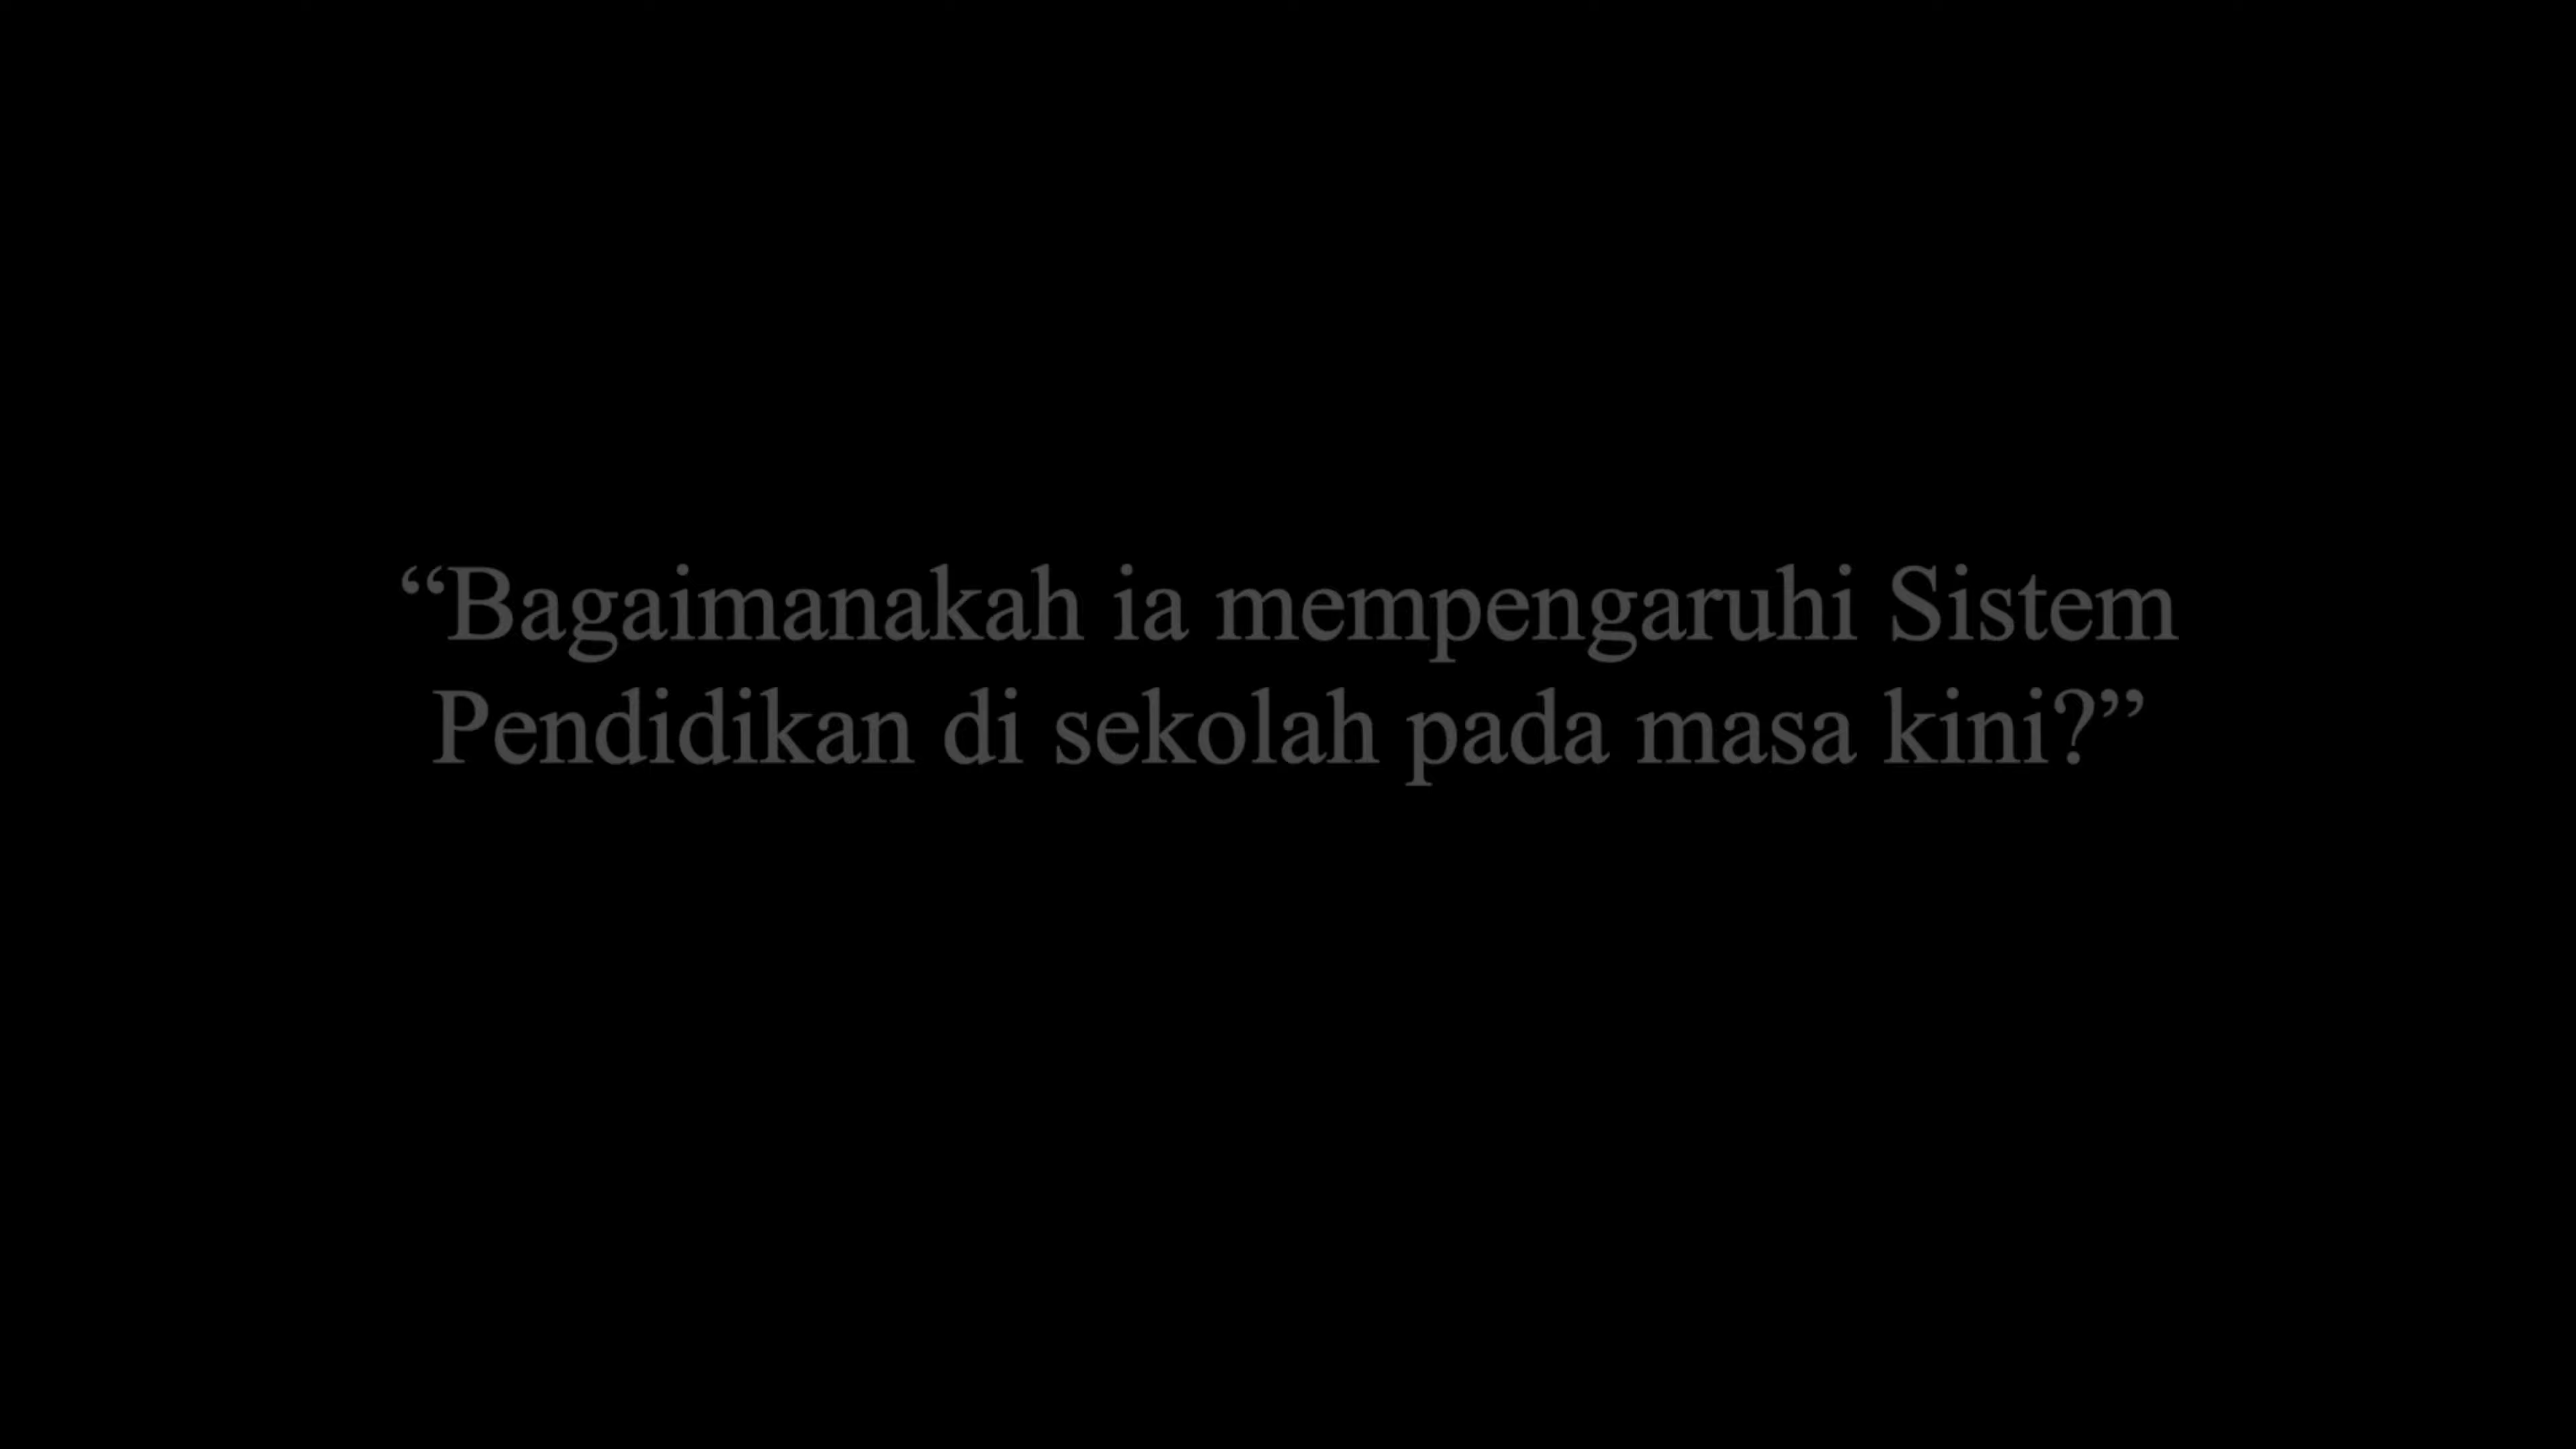 “Bagaimanakah ia mempengaruhi Sistem
Pendidikan di sekolah pada masa kini?”